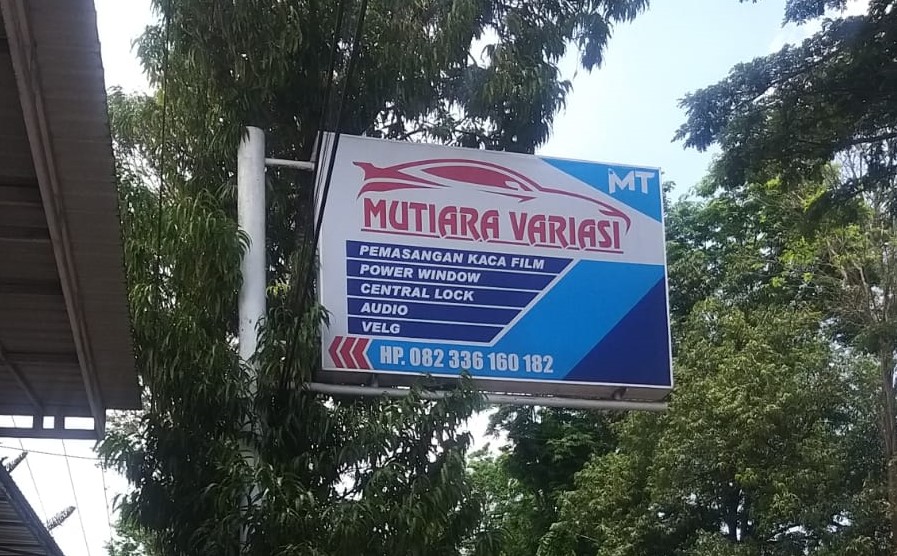 MT
MUTIARA VARIASI
PEMASANGAN KACA FILM
POWER WINDOW
CENTRAL LOCK
AUDIO
VELG
HP. 082 336 160 182